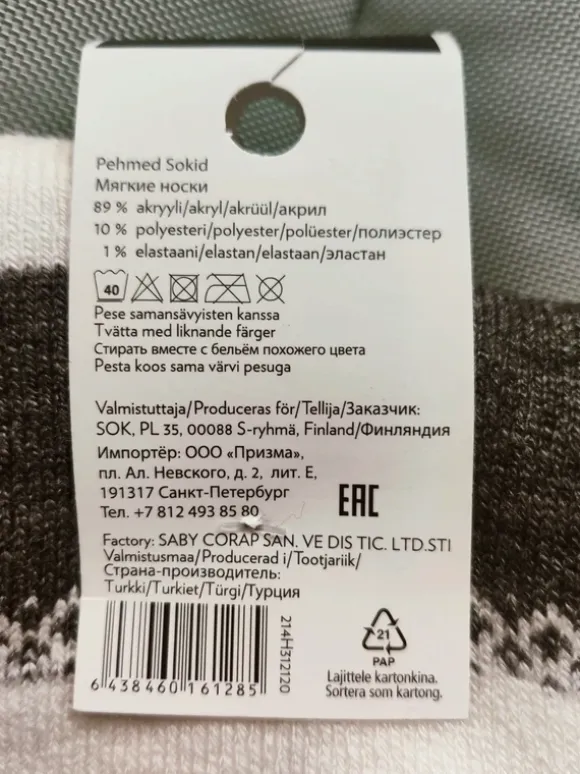 Pehmed Sokid
Мягкие носки
89 % akryyli/akryl/akrüül/акрил
10 % polyesteri/polyester/polüester/полиэстер
1 % elastaani/elastan/elastaan/эластан
40
Pese samansävyisten kanssa
Tvätta med liknande färger
Стирать вместе с бельём похожего цвета
Pesta koos sama värvi pesuga
Valmistuttaja/Produceras för/Tellija/Заказчик:
SOK, PL 35, 00088 S-ryhmä, Finland/Финляндия
Импортёр: ООО «Призма»,
пл. Ал. Невского, д. 2, лит. Е,
191317 Санкт-Петербург
Тел. +7 812 493 85 80
EAC
Factory: SABY CORAP SAN. VE DIS TIC. LTD.STI
Valmistusmaa/Producerad i/Tootjariik/
Страна-производитель:
Turkki/Turkiet/Türgi/Турция
6 438460 161285
214H312120
21
PAP
Lajittele kartonkina.
Sortera som kartong.